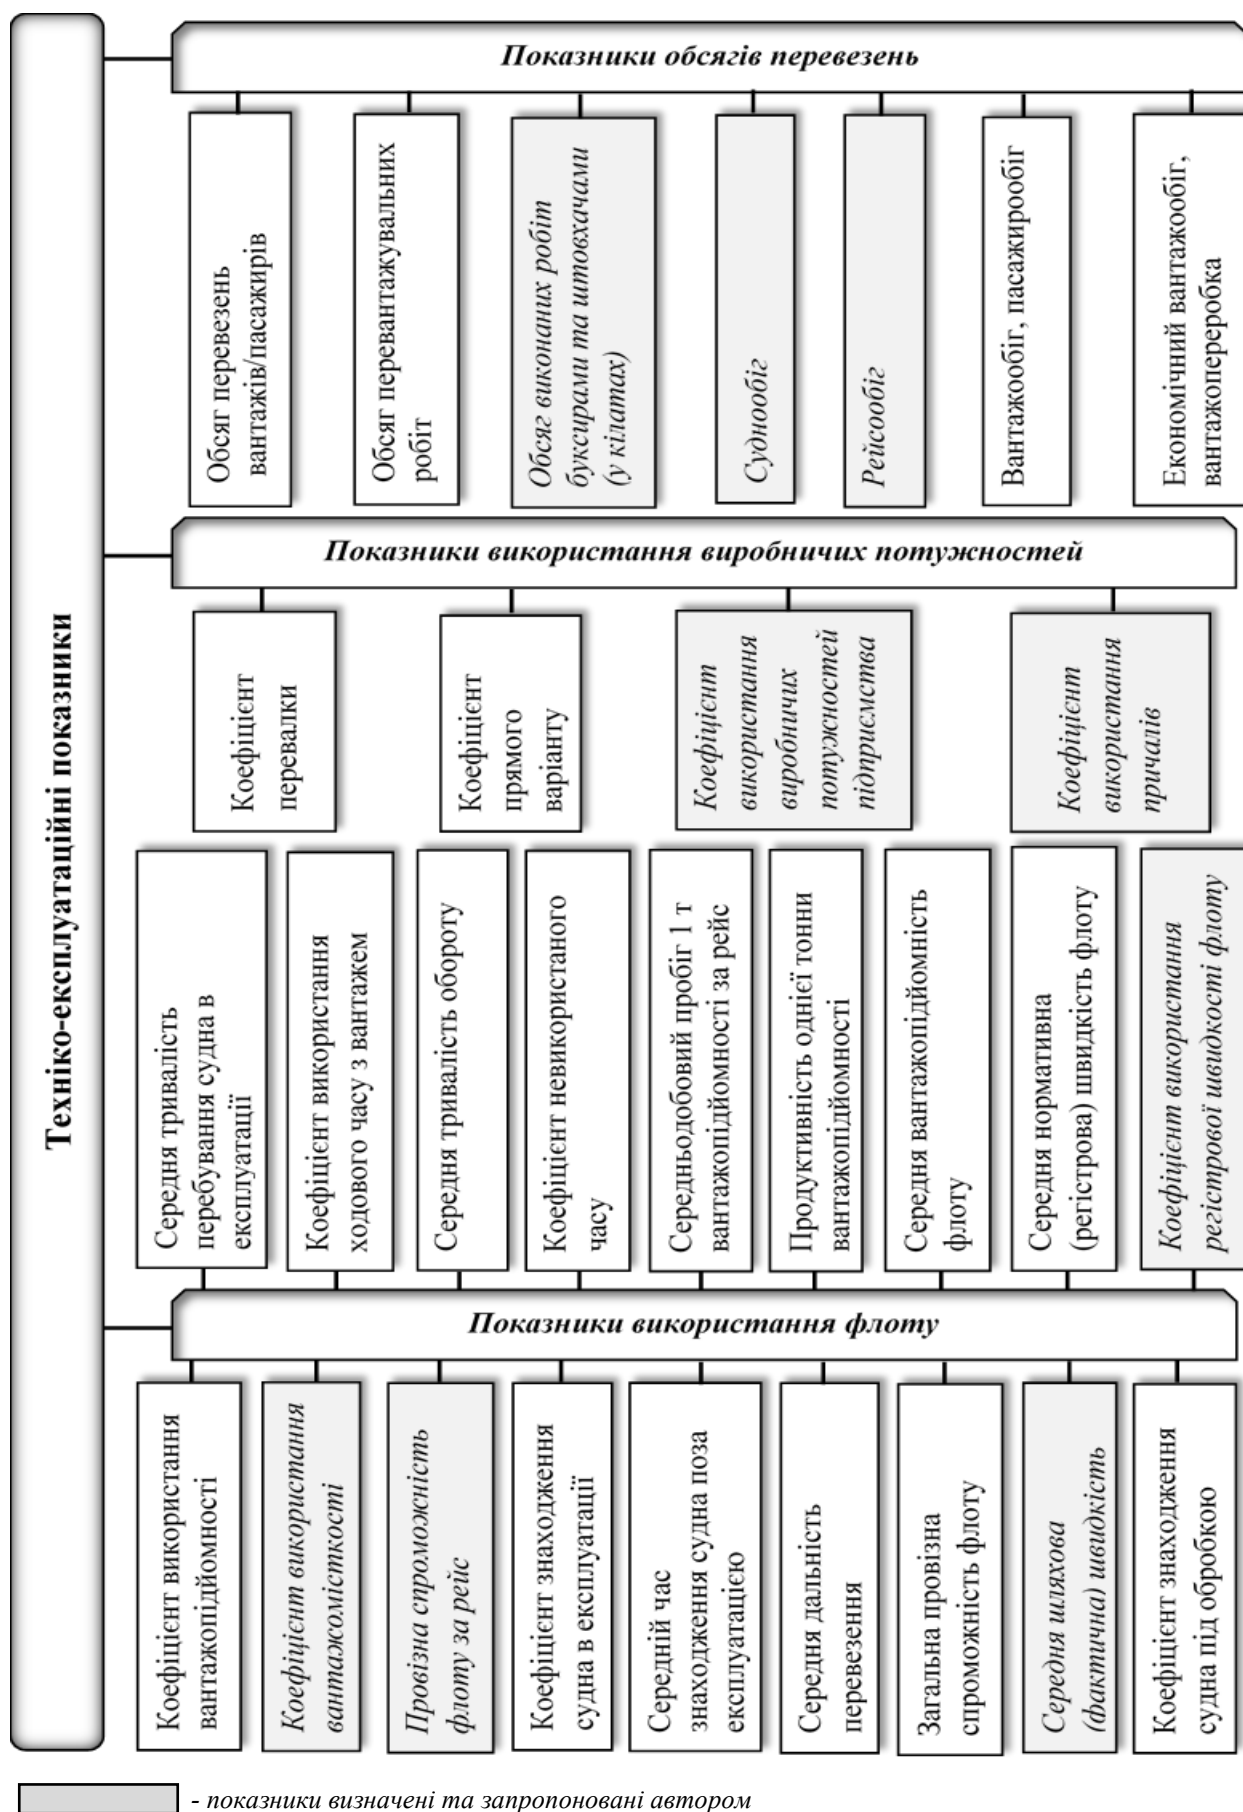 Техніко-експлуатаційні показники
Показники використання флоту
Коефіцієнт використання
вантажопідйомності
Коефіцієнт використання
вантажомісткості
Провізна спроможність
флоту за рейс
Коефіцієнт знаходження
судна в експлуатації
Середній час
знаходження судна поза
експлуатацією
Середня дальність
перевезення
Загальна провізна
спроможність флоту
Середня шляхова
(фактична) швидкість
Коефіцієнт знаходження
судна під обробкою
Середня тривалість
перебування судна в
експлуатації
Коефіцієнт використання
ходового часу з вантажем
Середня тривалість обороту
Коефіцієнт невикористаного
часу
Середньодобовий пробіг 1 т
вантажопідйомності за рейс
Продуктивність однієї тонни
вантажопідйомності
Середня вантажопідйомність
флоту
Середня нормативна
(регістрова) швидкість флоту
Коефіцієнт використання
регістрової швидкості флоту
Показники використання виробничих потужностей
Коефіцієнт
перевалки
Коефіцієнт
прямого
варіанту
Коефіцієнт
використання
виробничих
потужностей
підприємства
Коефіцієнт
використання
причалів
Показники обсягів перевезень
Обсяг перевезень
вантажів/пасажирів
Обсяг перевантажувальних
робіт
Обсяг виконаних робіт
буксирами та штовхачами
(у кілатах)
Суднообіг
Рейсообіг
Вантажообіг, пасажирообіг
Економічний вантажообіг,
вантажопереробка
- показники визначені та запропоновані автором